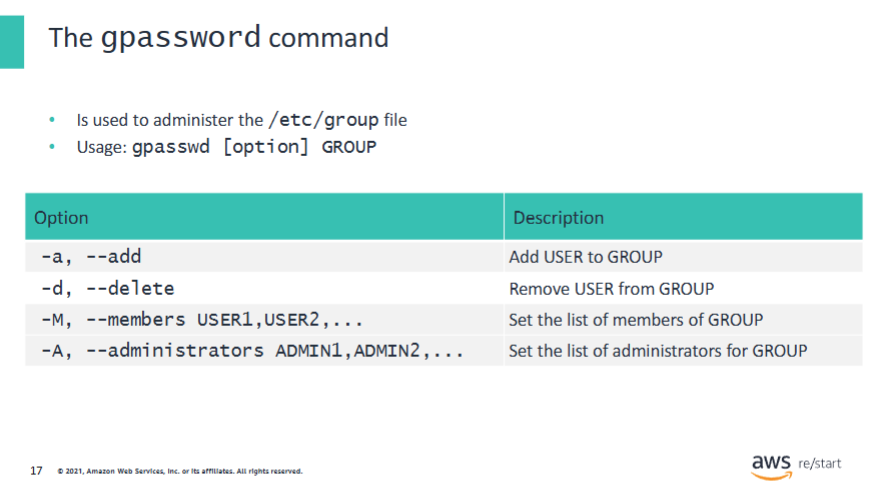 The gpassword command
• Is used to administer the /etc/group file
• Usage: gpasswd [option] GROUP
Option Description
-a, --add Add USER to GROUP
-d, --delete Remove USER from GROUP
-M, --members USER1,USER2,... Set the list of members of GROUP
-A, --administrators ADMIN1,ADMIN2,... Set the list of administrators for GROUP
17 © 2021, Amazon Web Services, Inc. or its affiliates. All rights reserved.
aws re/start